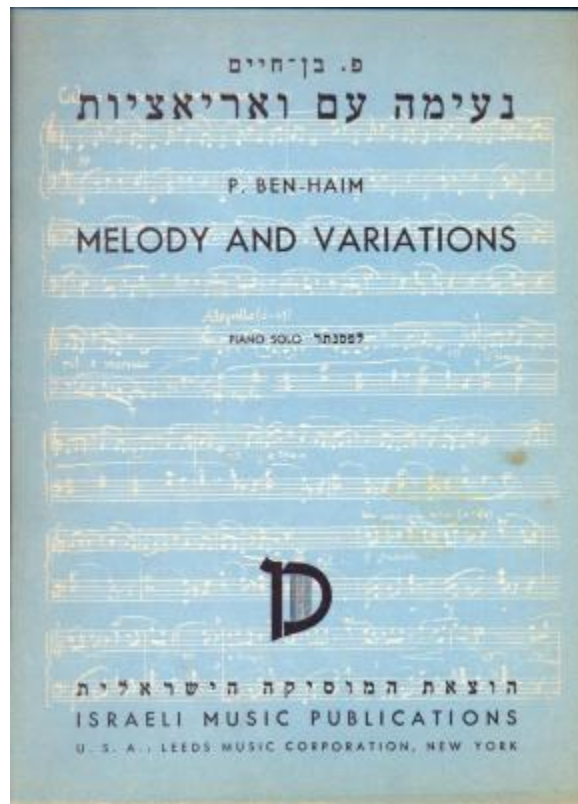 פ. בן־חיים
נעימה עם ואריאציות
P. BEN-HAIM
MELODY AND VARIATIONS
Allegretto
PIANO SOLO לפסנתר
הוצאת המוסיקה הישראלית
ISRAELI MUSIC PUBLICATIONS
U. S. A.: LEEDS MUSIC CORPORATION, NEW YORK